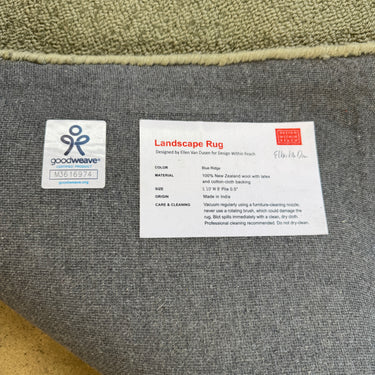 goodweave®
CERTIFIED PRODUCT
M3616974
goodweave.org
Landscape Rug
Designed by Ellen Van Dusen for Design Within Reach
DESIGN
WITHIN
REACH
COLOR Blue Ridge
MATERIAL 100% New Zealand wool with latex
and cotton-cloth backing
SIZE
Pile 0.5"
ORIGIN Made in India
CARE & CLEANING Vacuum regularly using a furniture-cleaning nozzle,
never use a rotating brush, which could damage the
rug. Blot spills immediately with a clean, dry cloth.
Professional cleaning recommended. Do not dry-clean.